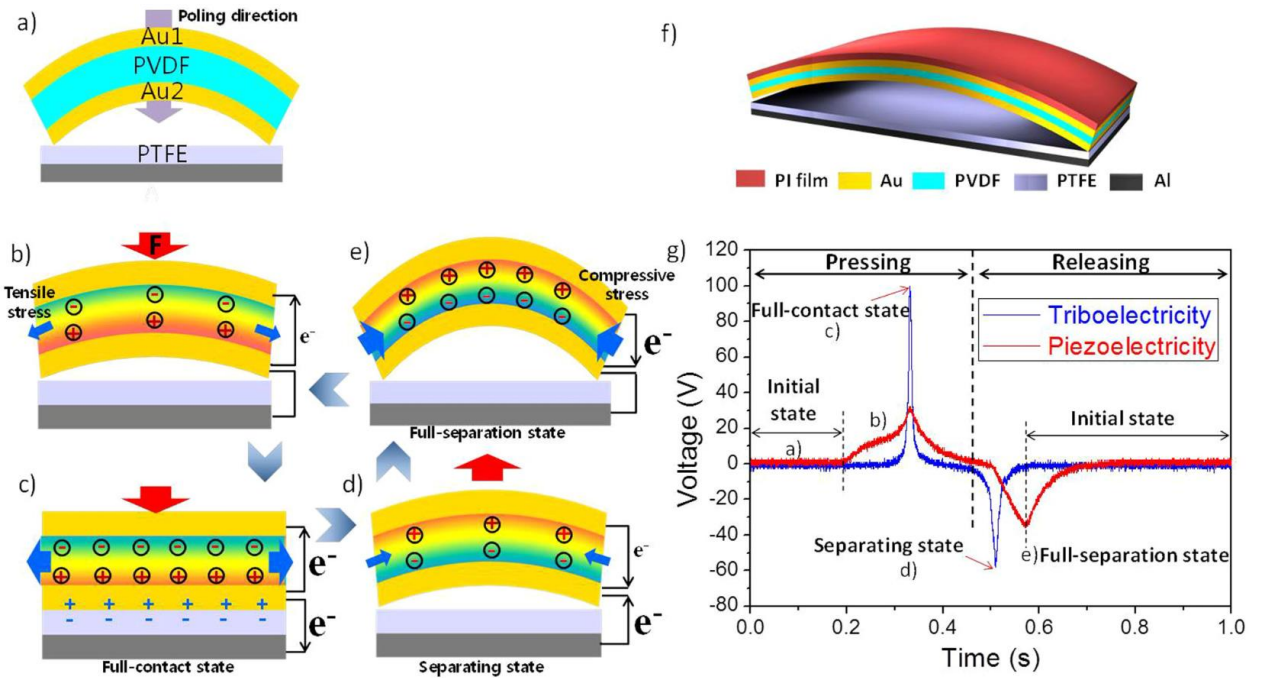 a)
Poling direction
Au1
PVDF
Au2
PTFE
f)
PI film
Au
PVDF
PTFE
Al
b)
F
Tensile
stress
- - -
+ + +
e⁻
e)
+ + + + +
- - - - -
Compressive
stress
e⁻
Full-separation state
c)
- - - - - -
+ + + + + +
+ + + + + +
- - - - - -
e⁻
e⁻
Full-contact state
d)
+ + +
- - -
e⁻
e⁻
Separating state
g)
Pressing
Releasing
Full-contact state
c)
Triboelectricity
Piezoelectricity
Initial
state
a)
b)
Initial state
Separating state
d)
e)
Full-separation state
120
100
80
60
40
20
0
-20
-40
-60
-80
Voltage (V)
0.0 0.2 0.4 0.6 0.8 1.0
Time (s)